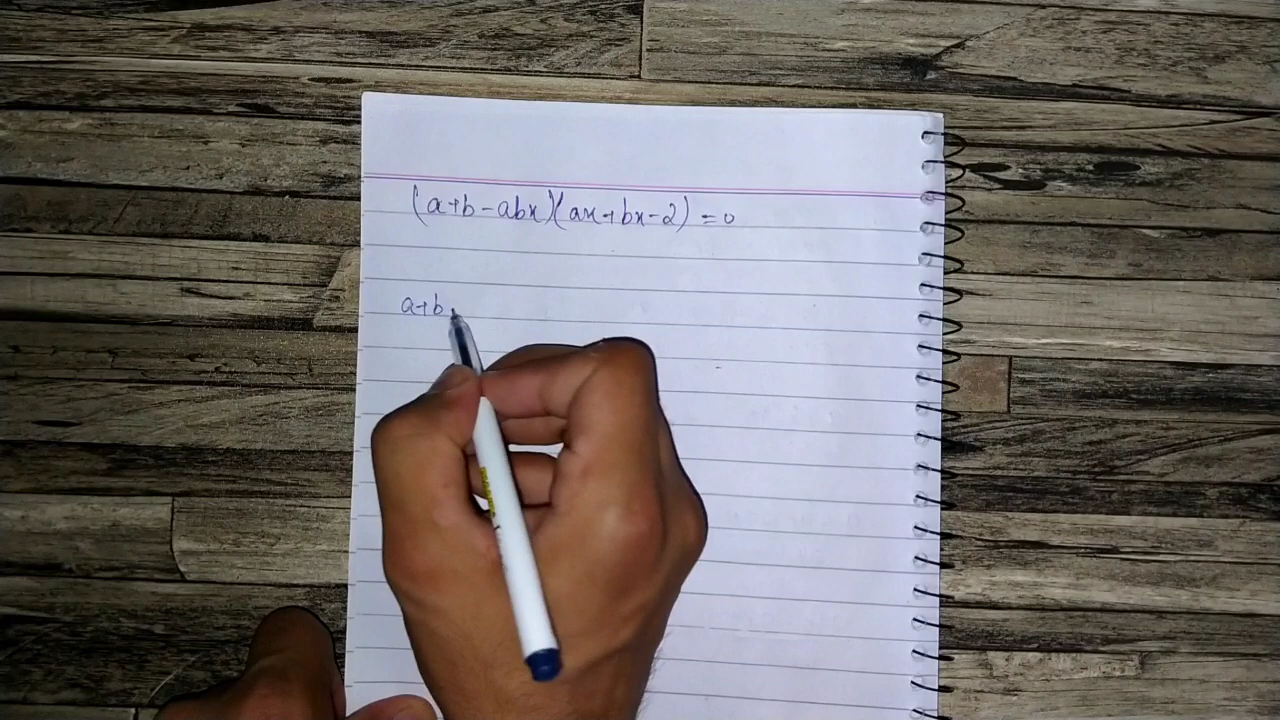 (a+b-abx)(ax+bx-2) = 0
a+b